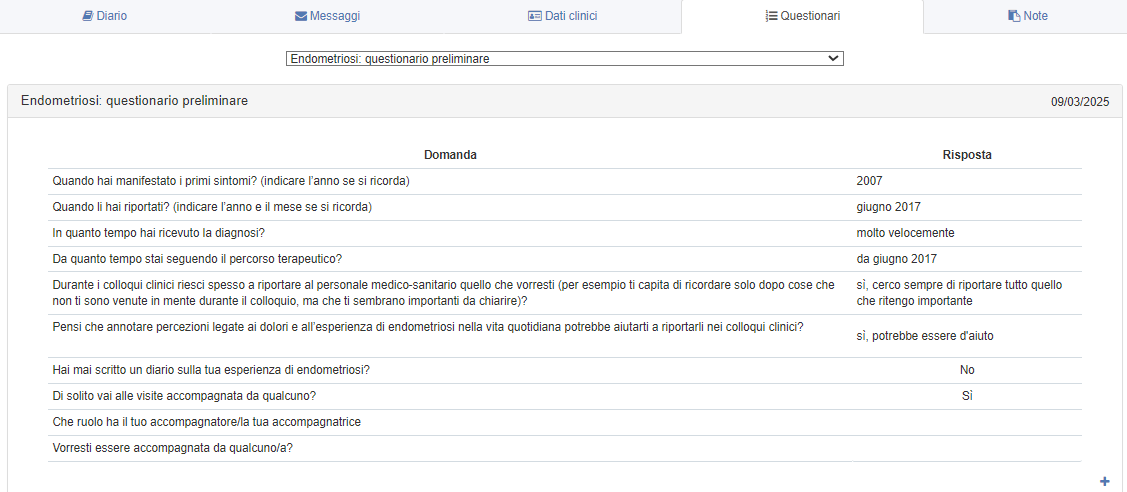 Diario
Messaggi
Dati clinici
Questionari
Note
Endometriosi: questionario preliminare
Endometriosi: questionario preliminare 09/03/2025
Domanda Risposta
Quando hai manifestato i primi sintomi? (indicare l'anno se si ricorda) 2007
Quando li hai riportati? (indicare l'anno e il mese se si ricorda) giugno 2017
In quanto tempo hai ricevuto la diagnosi? molto velocemente
Da quanto tempo stai seguendo il percorso terapeutico? da giugno 2017
Durante i colloqui clinici riesci spesso a riportare al personale medico-sanitario quello che vorresti (per esempio ti capita di ricordare solo dopo cose che
non ti sono venute in mente durante il colloquio, ma che ti sembrano importanti da chiarire)?
sì, cerco sempre di riportare tutto quello
che ritengo importante
Pensi che annotare percezioni legate ai dolori e all'esperienza di endometriosi nella vita quotidiana potrebbe aiutarti a riportarli nei colloqui clinici?
sì, potrebbe essere d'aiuto
Hai mai scritto un diario sulla tua esperienza di endometriosi? No
Di solito vai alle visite accompagnata da qualcuno? Sì
Che ruolo ha il tuo accompagnatore/la tua accompagnatrice
Vorresti essere accompagnata da qualcuno/a?